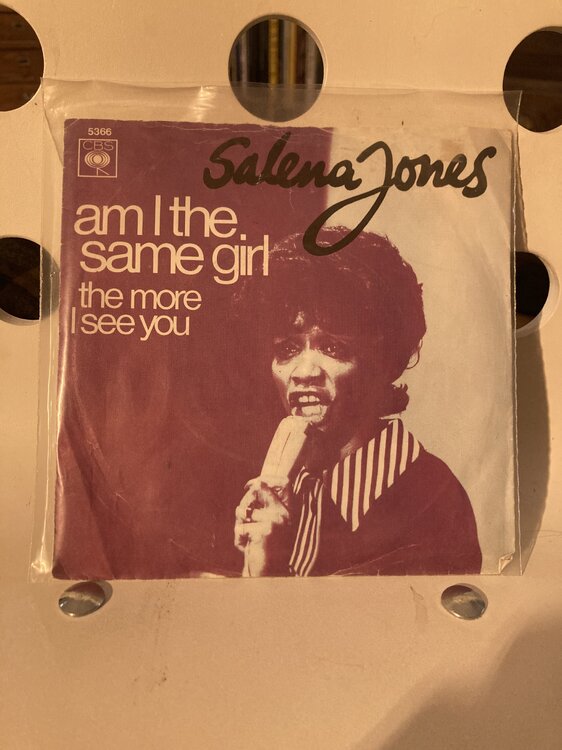 5366
CBS
Salena Jones
am I the
same girl
the more
I see you